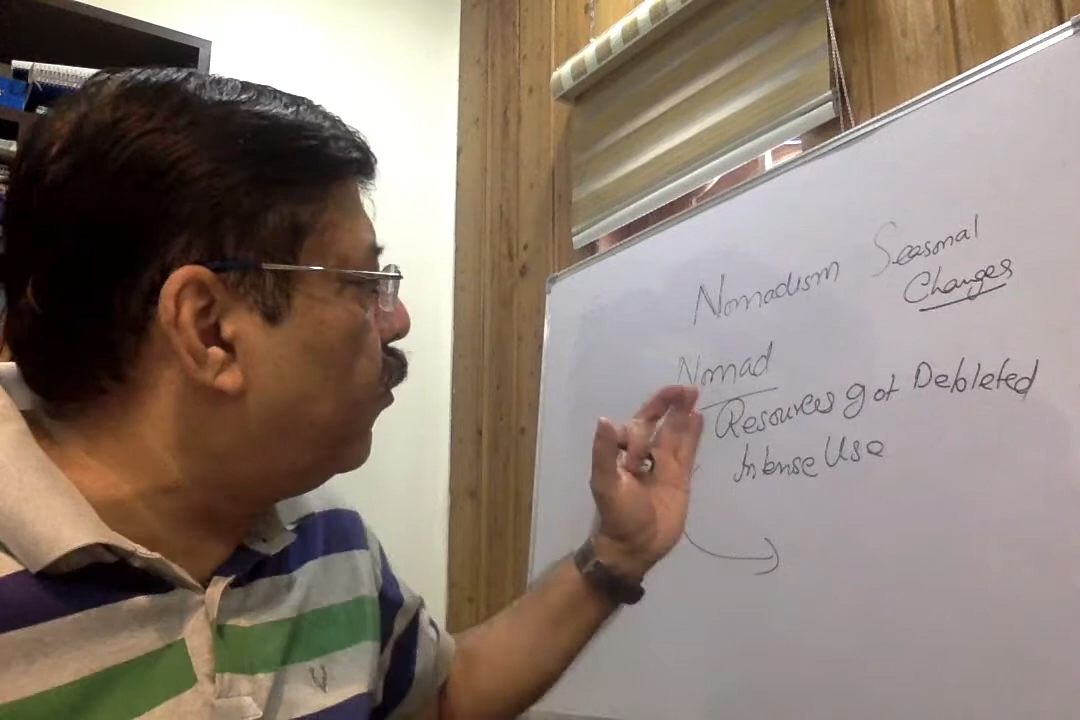 Nomadism Seasonal
Changes
Nomad
Resources got Depleted
Intense Use